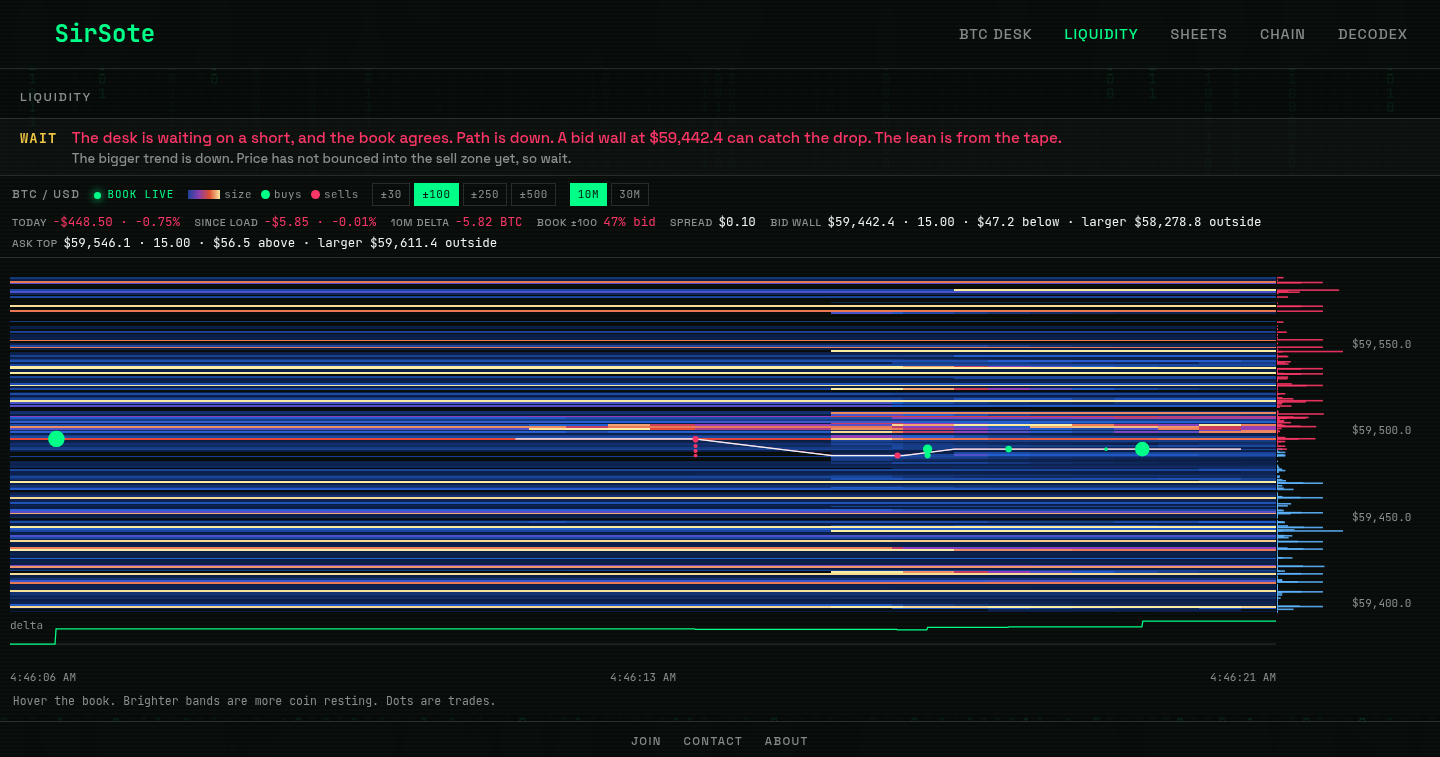 SirSote
BTC DESK LIQUIDITY SHEETS CHAIN DECODEX
LIQUIDITY
WAIT The desk is waiting on a short, and the book agrees. Path is down. A bid wall at $59,442.4 can catch the drop. The lean is from the tape.
The bigger trend is down. Price has not bounced into the sell zone yet, so wait.
BTC / USD BOOK LIVE size buys sells ±30 ±100 ±250 ±500 10M 30M
TODAY -$448.50 · -0.75% SINCE LOAD -$5.85 · -0.01% 10M DELTA -5.82 BTC BOOK ±100 47% bid SPREAD $0.10 BID WALL $59,442.4 · 15.00 · $47.2 below · larger $58,278.8 outside
ASK TOP $59,546.1 · 15.00 · $56.5 above · larger $59,611.4 outside
$59,550.0
$59,500.0
$59,450.0
$59,400.0
delta
4:46:06 AM 4:46:13 AM 4:46:21 AM
Hover the book. Brighter bands are more coin resting. Dots are trades.
JOIN CONTACT ABOUT